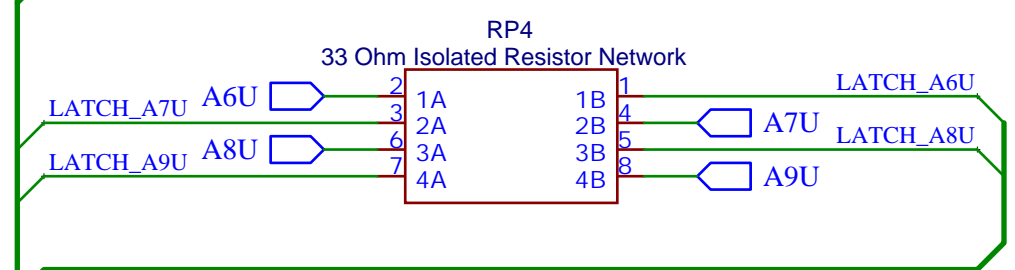 RP4
33 Ohm Isolated Resistor Network
A6U 2 1A 1B 1 LATCH_A6U
LATCH_A7U 3 2A 2B 4 A7U
A8U 6 3A 3B 5 LATCH_A8U
LATCH_A9U 7 4A 4B 8 A9U